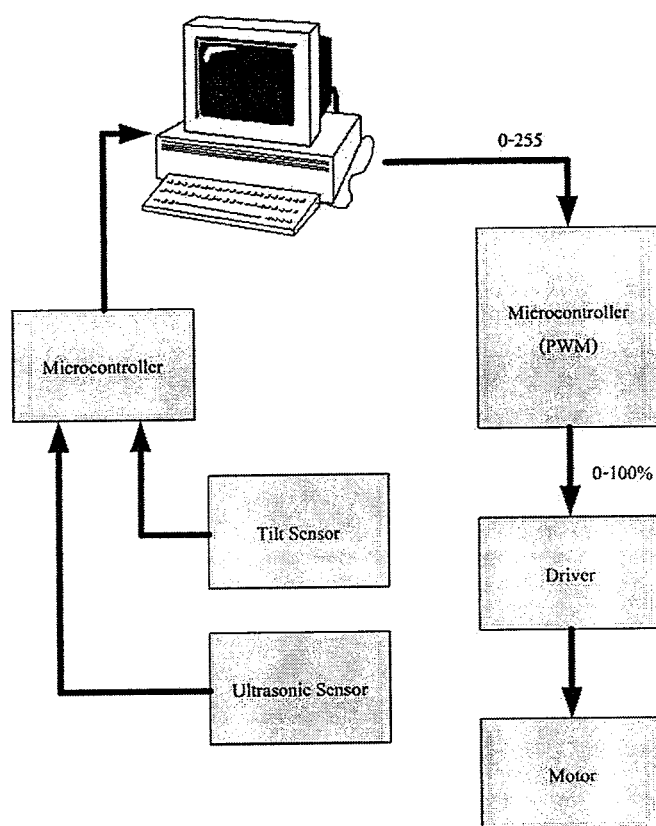 0-255
Microcontroller
(PWM)
Microcontroller
0-100%
Tilt Sensor
Driver
Ultrasonic Sensor
Motor